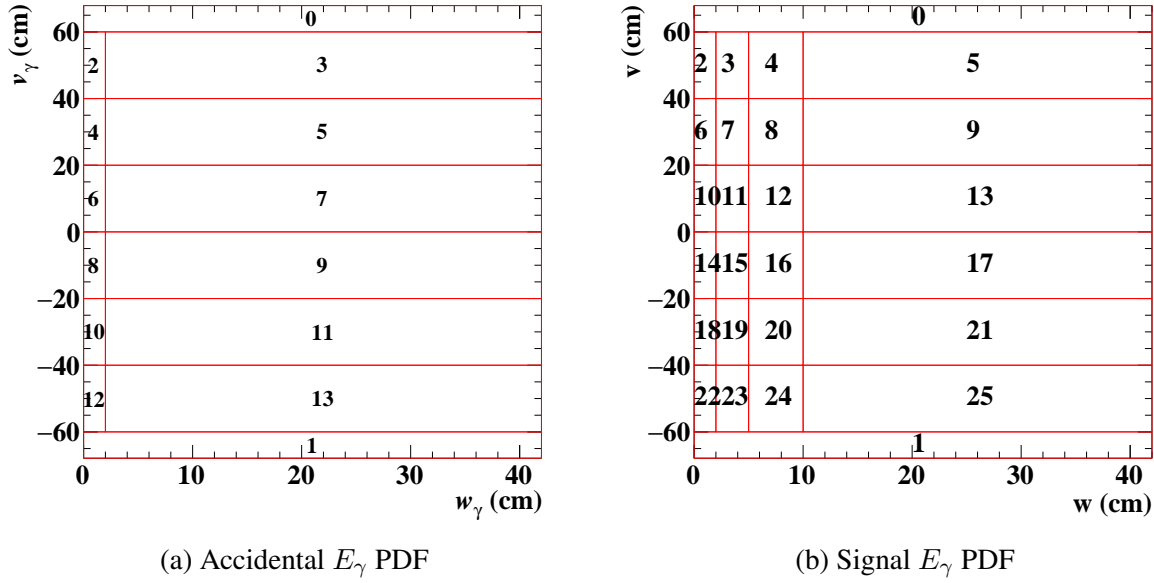 v_γ (cm)
60
40
20
0
−20
−40
−60
0
2 3
4 5
6 7
8 9
10 11
12 13
1
0 10 20 30 40
w_γ (cm)
(a) Accidental E_γ PDF
v (cm)
60
40
20
0
−20
−40
−60
0
2 3 4 5
6 7 8 9
10 11 12 13
14 15 16 17
18 19 20 21
22 23 24 25
1
0 10 20 30 40
w (cm)
(b) Signal E_γ PDF